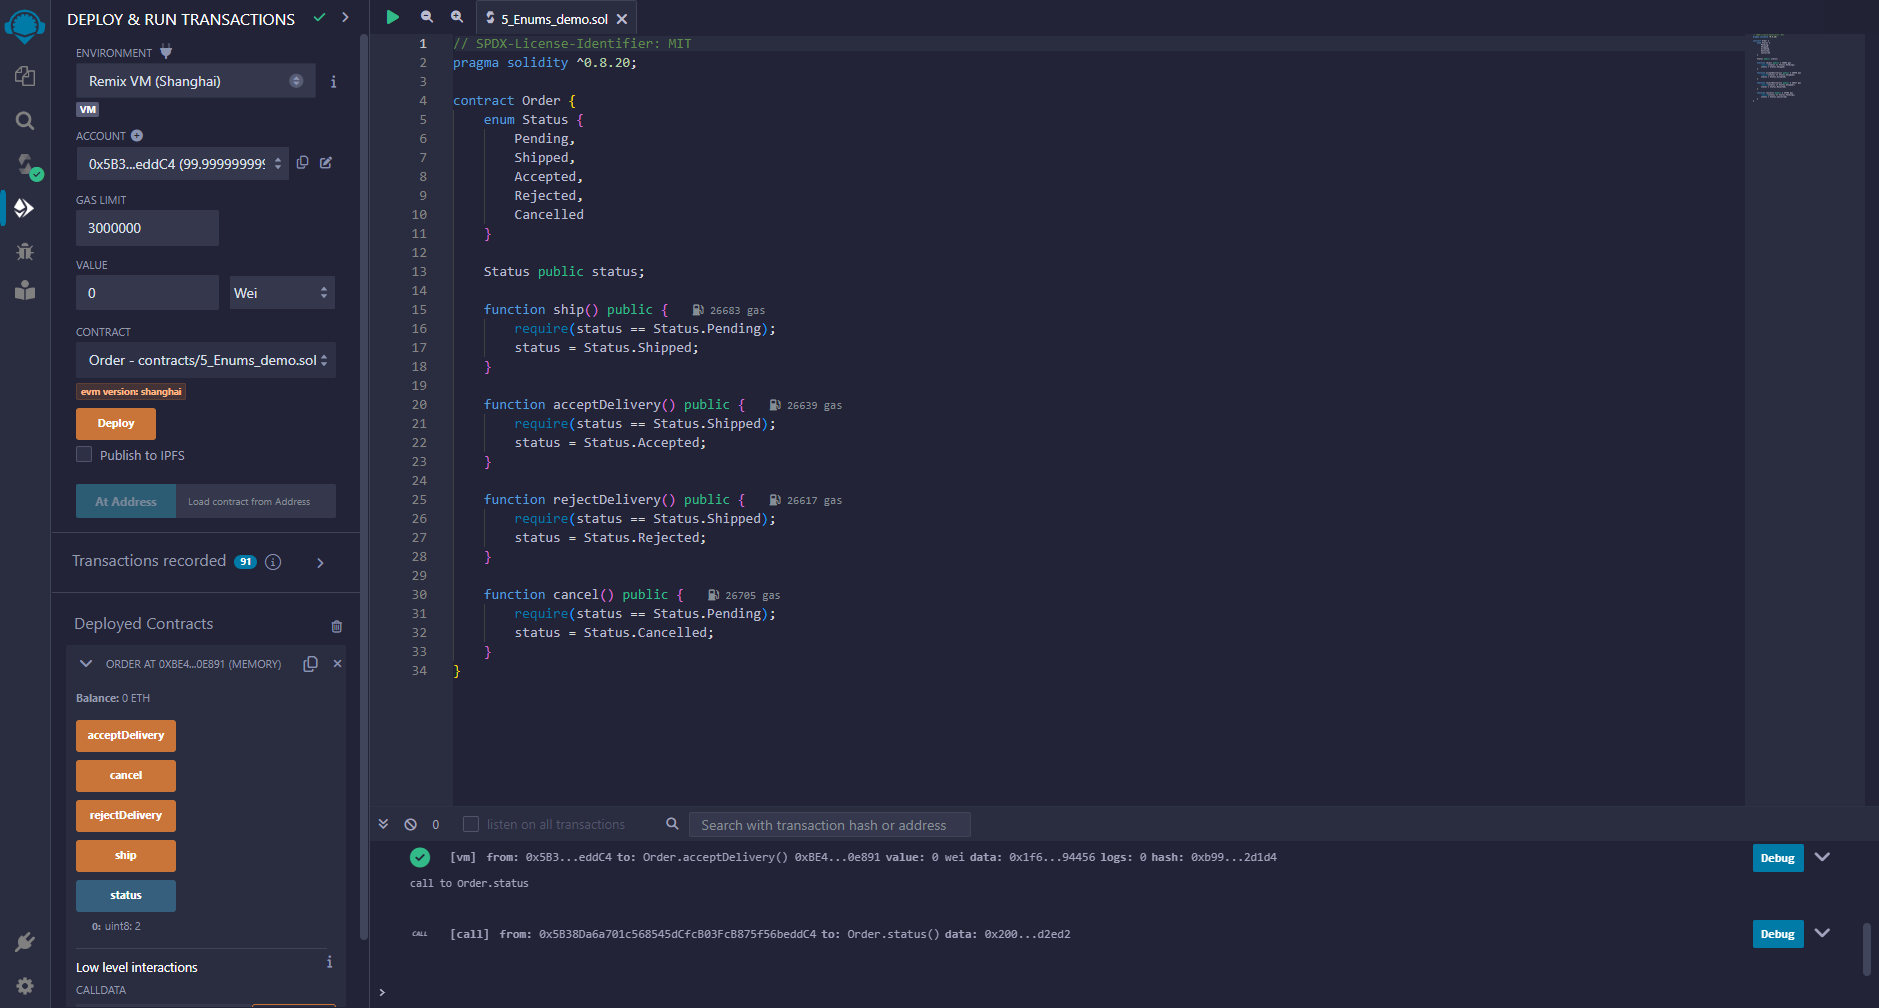 DEPLOY & RUN TRANSACTIONS
ENVIRONMENT
Remix VM (Shanghai)
VM
ACCOUNT
0x5B3...eddC4 (99.9999999999
GAS LIMIT
3000000
VALUE
0
Wei
CONTRACT
Order - contracts/5_Enums_demo.sol
evm version: shanghai
Deploy
Publish to IPFS
At Address
Load contract from Address
Transactions recorded 91
Deployed Contracts
ORDER AT 0XBE4...0E891 (MEMORY)
Balance: 0 ETH
acceptDelivery
cancel
rejectDelivery
ship
status
0: uint8: 2
Low level interactions
CALLDATA
5_Enums_demo.sol
1 // SPDX-License-Identifier: MIT
2 pragma solidity ^0.8.20;
3
4 contract Order {
5 enum Status {
6 Pending,
7 Shipped,
8 Accepted,
9 Rejected,
10 Cancelled
11 }
12
13 Status public status;
14
15 function ship() public { 26683 gas
16 require(status == Status.Pending);
17 status = Status.Shipped;
18 }
19
20 function acceptDelivery() public { 26639 gas
21 require(status == Status.Shipped);
22 status = Status.Accepted;
23 }
24
25 function rejectDelivery() public { 26617 gas
26 require(status == Status.Shipped);
27 status = Status.Rejected;
28 }
29
30 function cancel() public { 26705 gas
31 require(status == Status.Pending);
32 status = Status.Cancelled;
33 }
34 }
0
listen on all transactions
Search with transaction hash or address
[vm] from: 0x5B3...eddC4 to: Order.acceptDelivery() 0xBE4...0e891 value: 0 wei data: 0x1f6...94456 logs: 0 hash: 0xb99...2d1d4
Debug
call to Order.status
CALL [call] from: 0x5B38Da6a701c568545dCfcB03FcB875f56beddC4 to: Order.status() data: 0x200...d2ed2
Debug
>